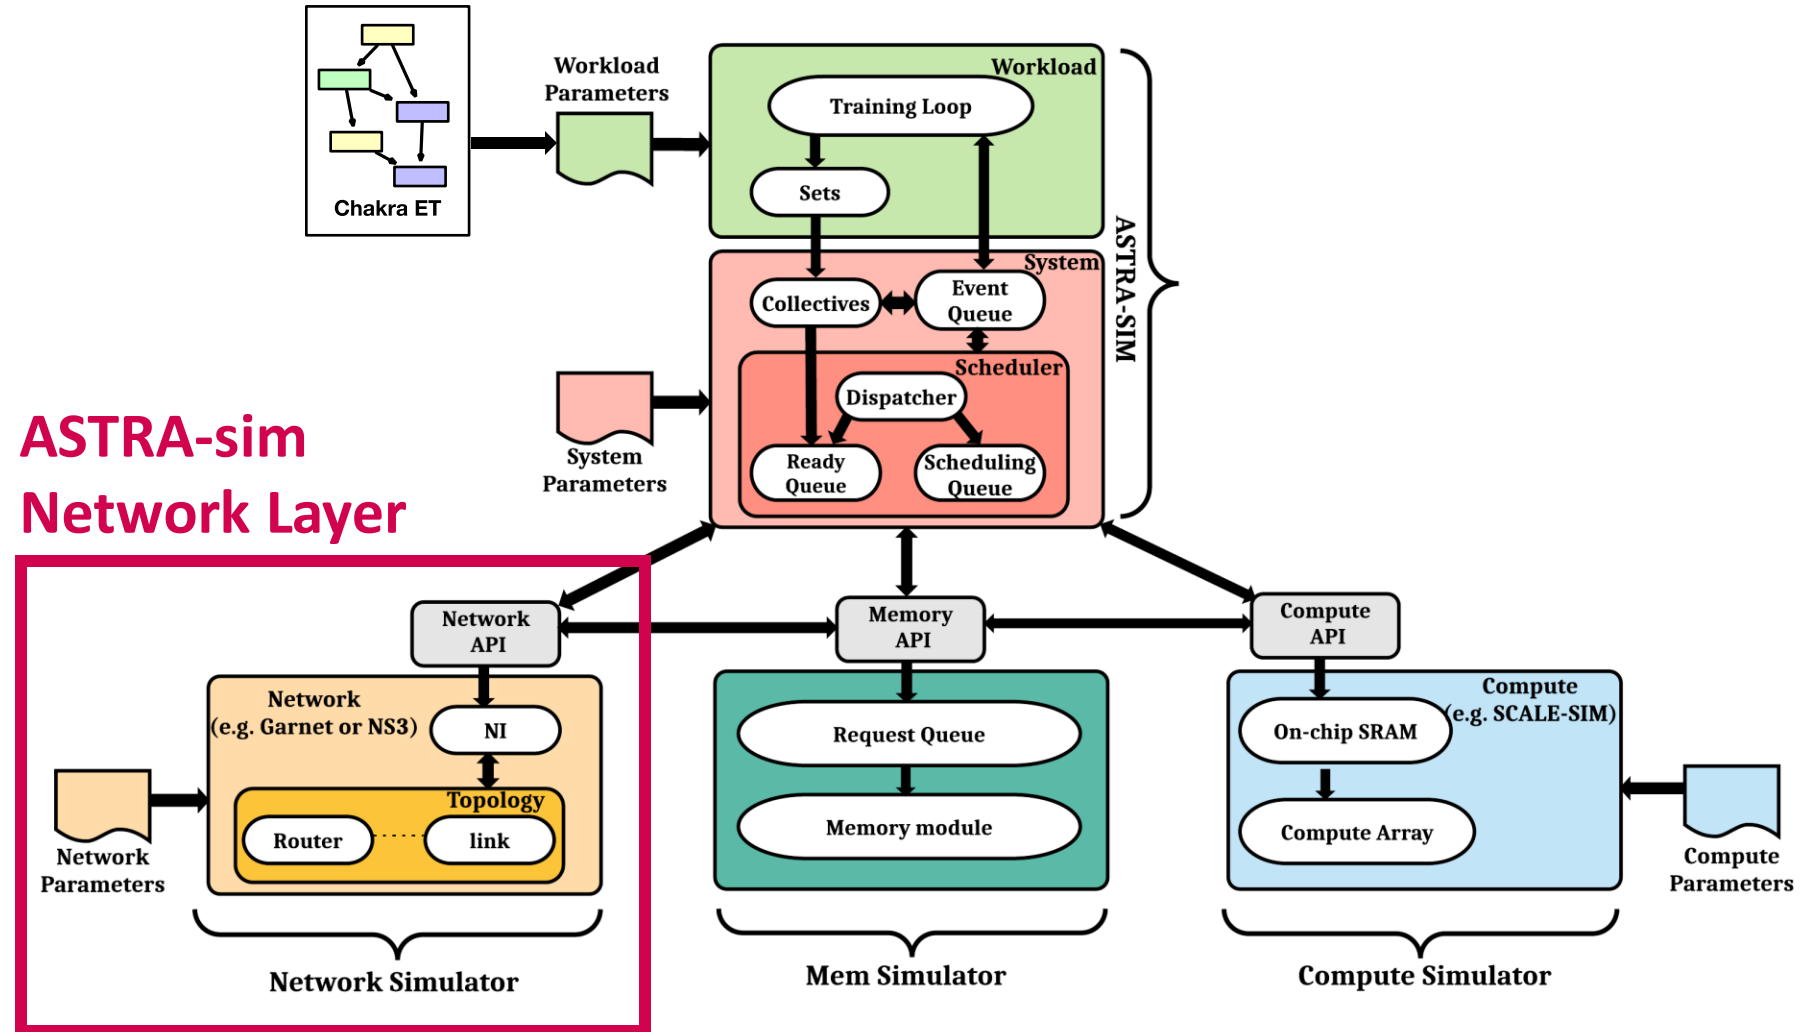 Chakra ET
Workload
Parameters
Workload
Training Loop
Sets
ASTRA-SIM
System
Collectives
Event
Queue
Scheduler
Dispatcher
Ready
Queue
Scheduling
Queue
System
Parameters
ASTRA-sim
Network Layer
Network
API
Memory
API
Compute
API
Network
(e.g. Garnet or NS3)
NI
Topology
Router
link
Network
Parameters
Network Simulator
Request Queue
Memory module
Mem Simulator
Compute
(e.g. SCALE-SIM)
On-chip SRAM
Compute Array
Compute
Parameters
Compute Simulator